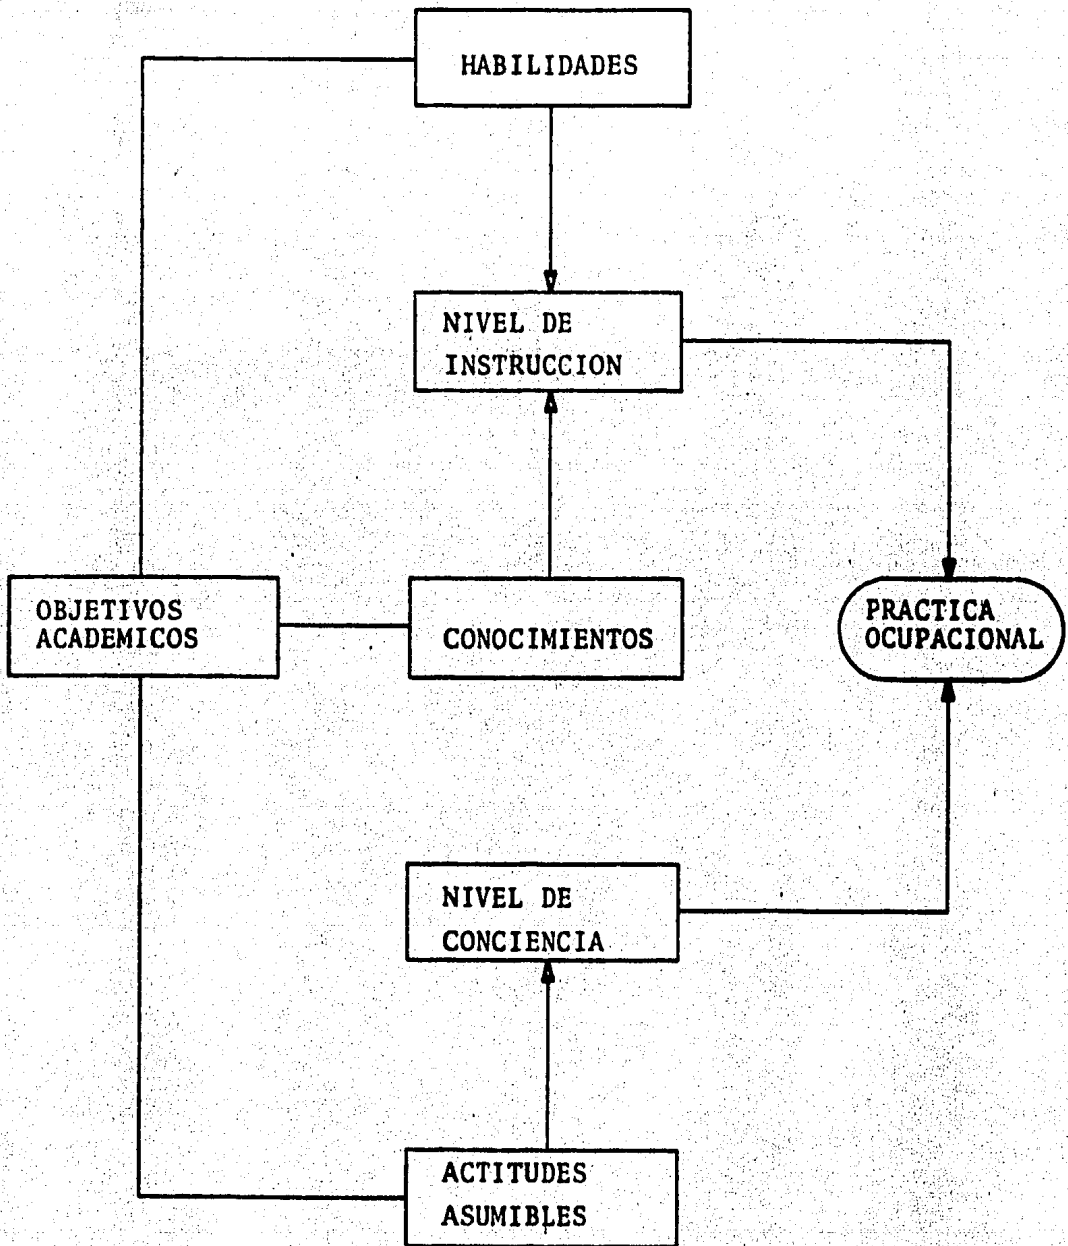 HABILIDADES
NIVEL DE
INSTRUCCION
OBJETIVOS
ACADEMICOS
CONOCIMIENTOS
PRACTICA
OCUPACIONAL
NIVEL DE
CONCIENCIA
ACTITUDES
ASUMIBLES